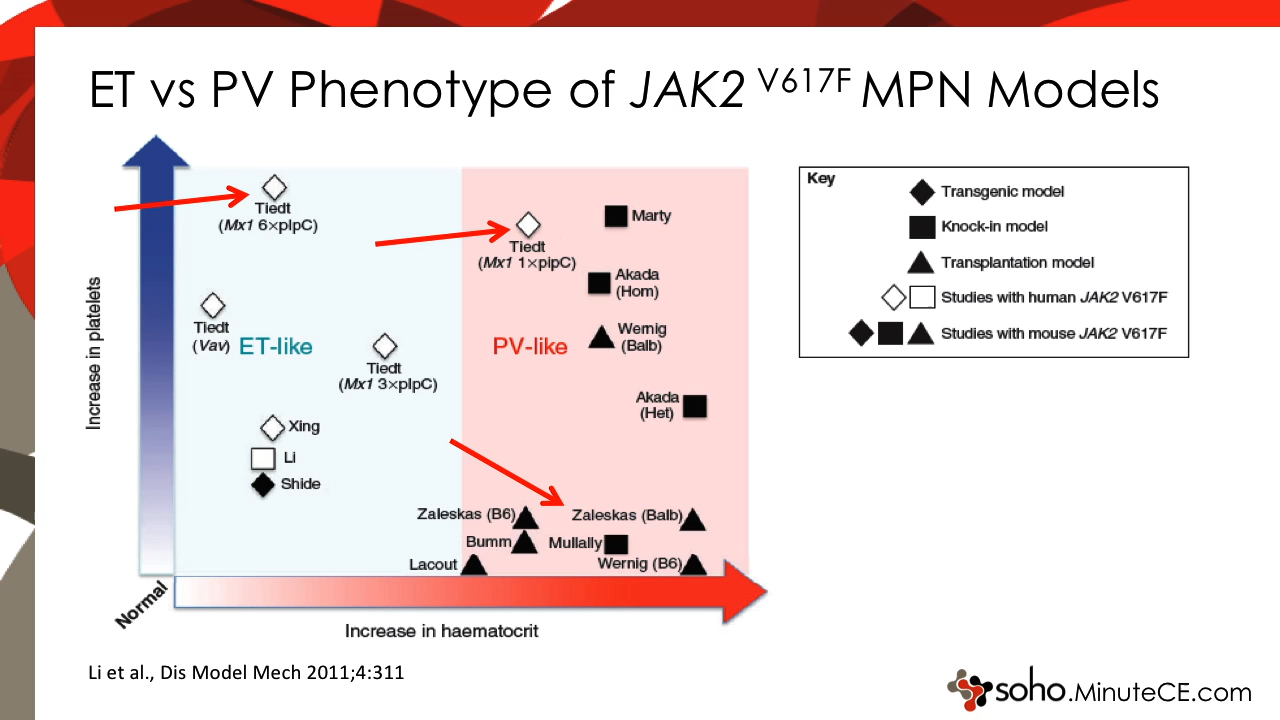 ET vs PV Phenotype of JAK2 V617F MPN Models
Increase in platelets
Tiedt
(Mx1 6×pIpC)
Tiedt
(Mx1 1×pipC)
Marty
Akada
(Hom)
Tiedt
(Vav)
ET-like
Tiedt
(Mx1 3×pIpC)
PV-like
Wernig
(Balb)
Akada
(Het)
Xing
Li
Shide
Zaleskas (B6)
Zaleskas (Balb)
Bumm
Mullally
Lacout
Wernig (B6)
Normal
Increase in haematocrit
Key
Transgenic model
Knock-in model
Transplantation model
Studies with human JAK2 V617F
Studies with mouse JAK2 V617F
Li et al., Dis Model Mech 2011;4:311
soho.MinuteCE.com